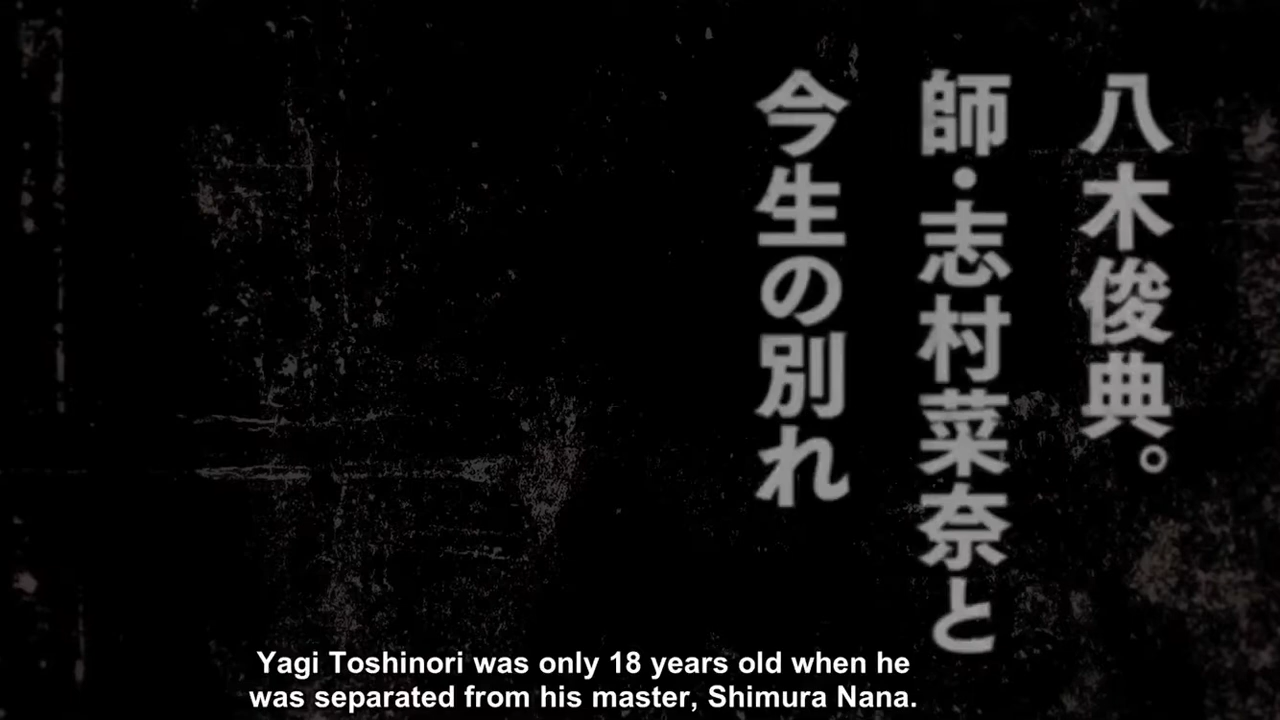 八木俊典。
師・志村菜奈と
今生の別れ
Yagi Toshinori was only 18 years old when he
was separated from his master, Shimura Nana.